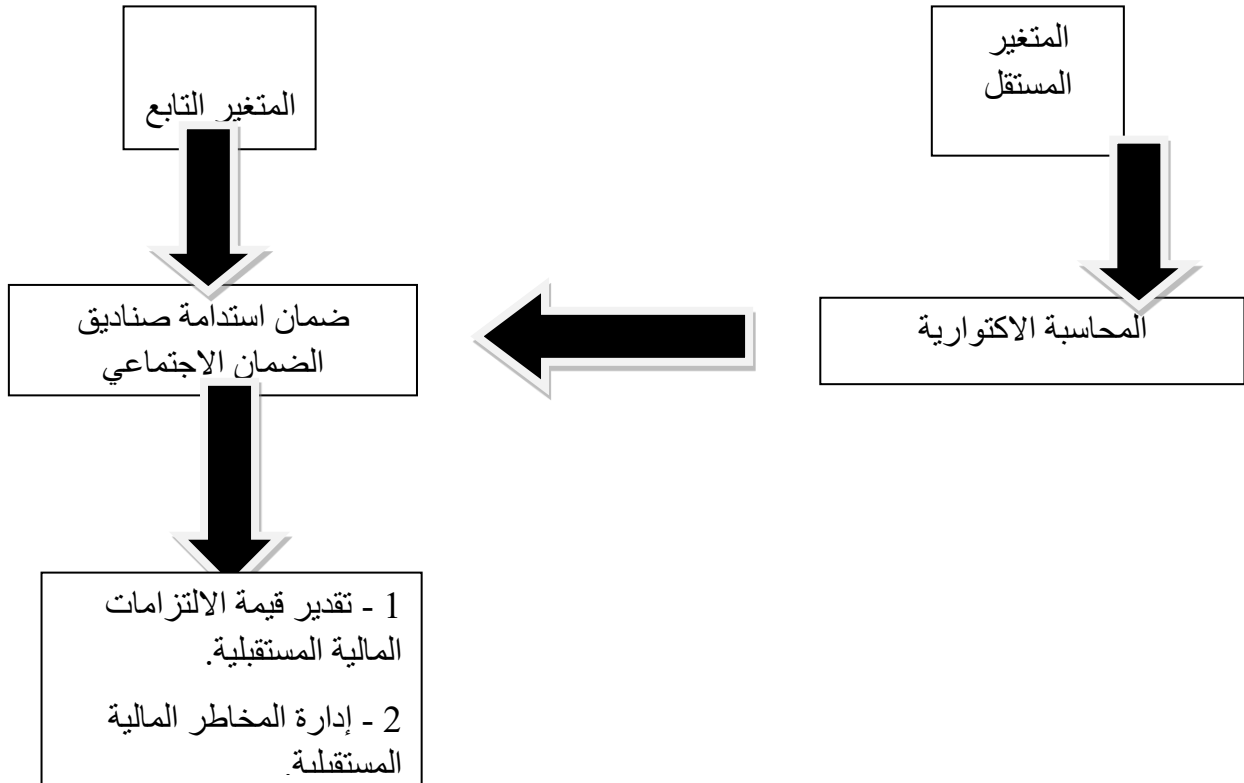 المتغير
المستقل
المتغير التابع
المحاسبة الاكتوارية
ضمان استدامة صناديق
الضمان الاجتماعي
1 - تقدير قيمة الالتزامات
المالية المستقبلية.
2 - إدارة المخاطر المالية
المستقبلية.